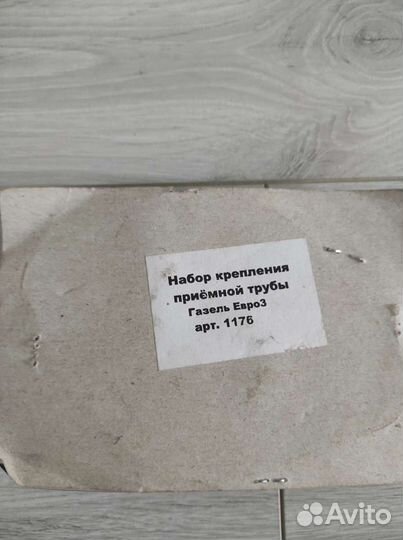 Набор крепления
приёмной трубы
Газель Евро3
арт. 1176
Avito